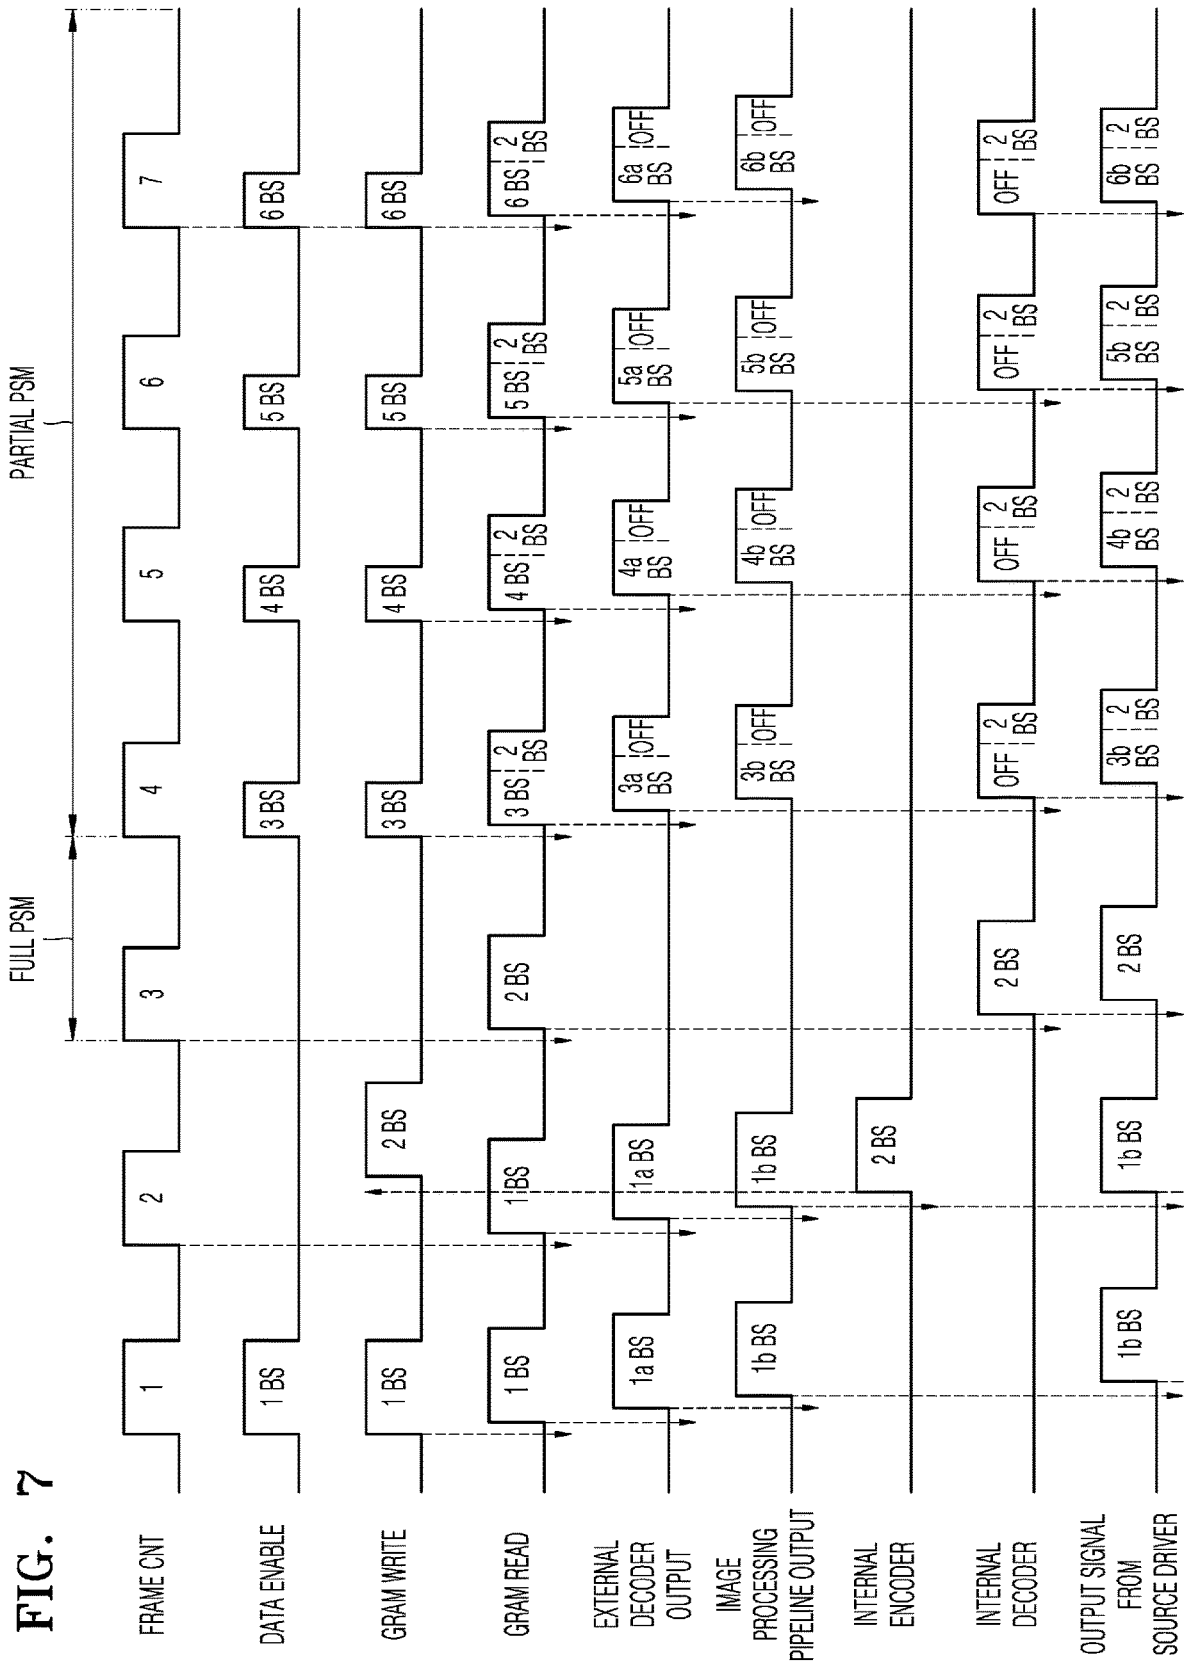 FIG. 7
FULL PSM
PARTIAL PSM
FRAME CNT
1
2
3
4
5
6
7
DATA ENABLE
1 BS
3 BS
4 BS
5 BS
6 BS
GRAM WRITE
1 BS
2 BS
3 BS
4 BS
5 BS
6 BS
GRAM READ
1 BS
1 BS
2 BS
3 BS
2
BS
4 BS
2
BS
5 BS
2
BS
6 BS
2
BS
EXTERNAL
DECODER
OUTPUT
1a BS
1a BS
3a
BS
OFF
4a
BS
OFF
5a
BS
OFF
6a
BS
OFF
IMAGE
PROCESSING
PIPELINE OUTPUT
1b BS
1b BS
3b
BS
OFF
4b
BS
OFF
5b
BS
OFF
6b
BS
OFF
INTERNAL
ENCODER
2 BS
INTERNAL
DECODER
2 BS
OFF
2
BS
OFF
2
BS
OFF
2
BS
OFF
2
BS
OUTPUT SIGNAL
FROM
SOURCE DRIVER
1b BS
1b BS
2 BS
3b
BS
2
BS
4b
BS
2
BS
5b
BS
2
BS
6b
BS
2
BS